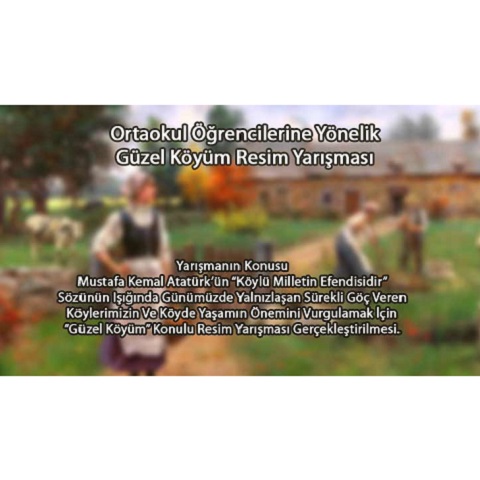 Ortaokul Öğrencilerine Yönelik
Güzel Köyüm Resim Yarışması
Yarışmanın Konusu
Mustafa Kemal Atatürk'ün "Köylü Milletin Efendisidir"
Sözünün Işığında Günümüzde Yalnızlaşan Sürekli Göç Veren
Köylerimizin Ve Köyde Yaşamın Önemini Vurgulamak İçin
"Güzel Köyüm" Konulu Resim Yarışması Gerçekleştirilmesi.